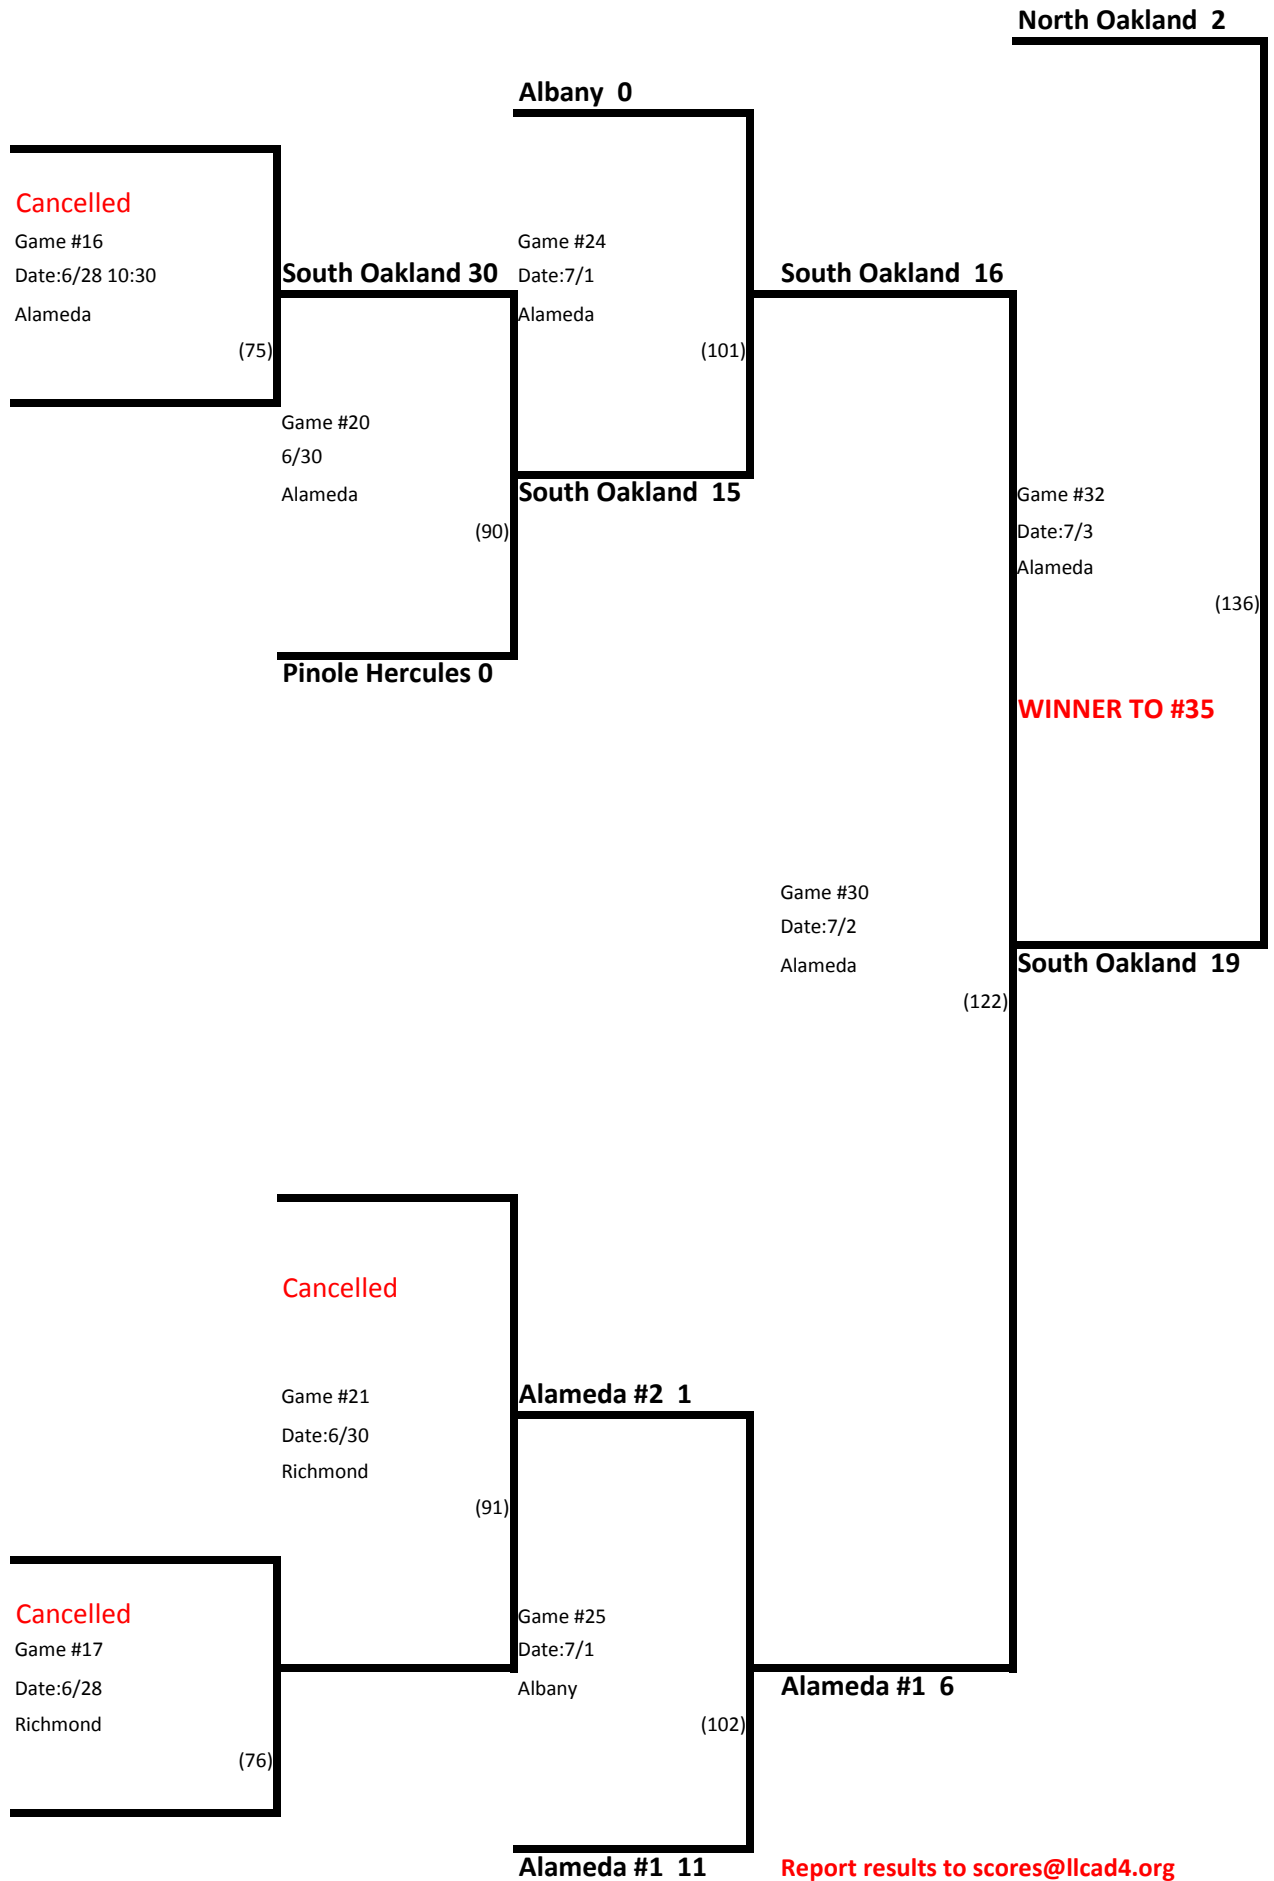 North Oakland  2
Albany  0
Cancelled
Game #16
Date:6/28 10:30
Alameda
(75)
South Oakland 30
Game #24
Date:7/1
Alameda
(101)
South Oakland  16
Game #20
6/30
Alameda
(90)
South Oakland  15
Game #32
Date:7/3
Alameda
(136)
Pinole Hercules 0
WINNER TO #35
Game #30
Date:7/2
Alameda
(122)
South Oakland  19
Cancelled
Game #21
Date:6/30
Richmond
(91)
Alameda #2  1
Cancelled
Game #17
Date:6/28
Richmond
(76)
Game #25
Date:7/1
Albany
(102)
Alameda #1  6
Alameda #1  11
Report results to scores@llcad4.org